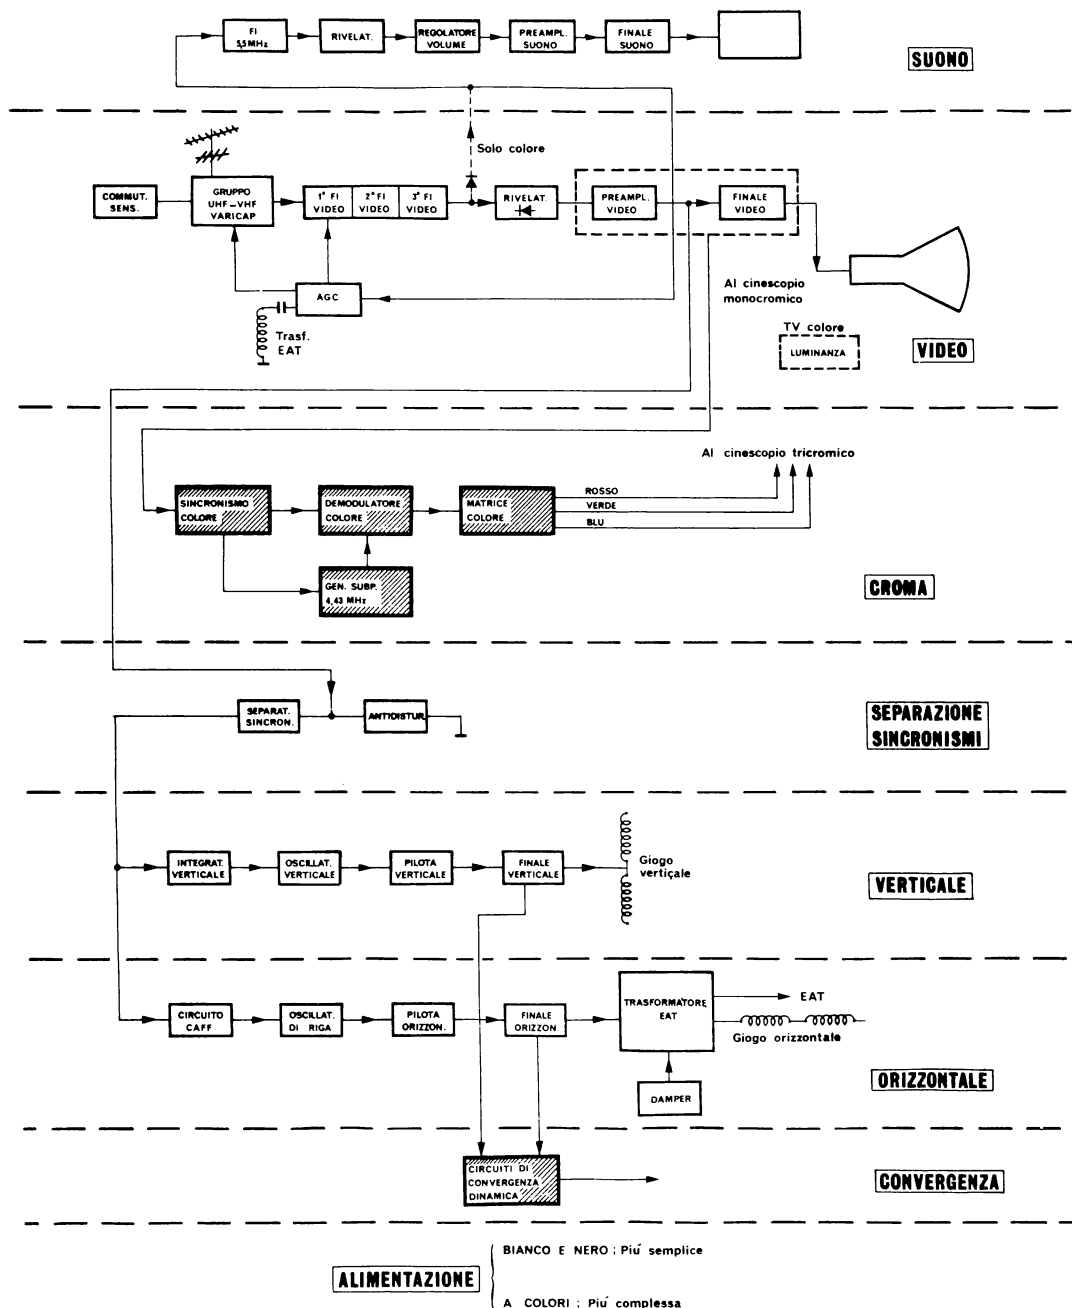 FI
5,5MHz
RIVELAT.
REGOLATORE
VOLUME
PREAMPL.
SUONO
FINALE
SUONO
SUONO
Solo colore
COMMUT.
SENS.
GRUPPO
UHF-VHF
VARICAP
1° FI
VIDEO
2° FI
VIDEO
3° FI
VIDEO
RIVELAT.
PREAMPL.
VIDEO
FINALE
VIDEO
AGC
Trasf.
EAT
Al cinescopio
monocromico
TV colore
LUMINANZA
VIDEO
Al cinescopio tricromico
SINCRONISMO
COLORE
DEMODULATORE
COLORE
MATRICE
COLORE
ROSSO
VERDE
BLU
GEN. SUBP.
4,43 MHz
CROMA
SEPARAT.
SINCRON.
ANTIDISTUR.
SEPARAZIONE
SINCRONISMI
INTEGRAT.
VERTICALE
OSCILLAT.
VERTICALE
PILOTA
VERTICALE
FINALE
VERTICALE
Giogo
verticale
VERTICALE
CIRCUITO
CAFF
OSCILLAT.
DI RIGA
PILOTA
ORIZZON.
FINALE
ORIZZON.
TRASFORMATORE
EAT
EAT
Giogo orizzontale
DAMPER
ORIZZONTALE
CIRCUITI DI
CONVERGENZA
DINAMICA
CONVERGENZA
ALIMENTAZIONE
BIANCO E NERO ; Piú semplice
A COLORI ; Piú complessa